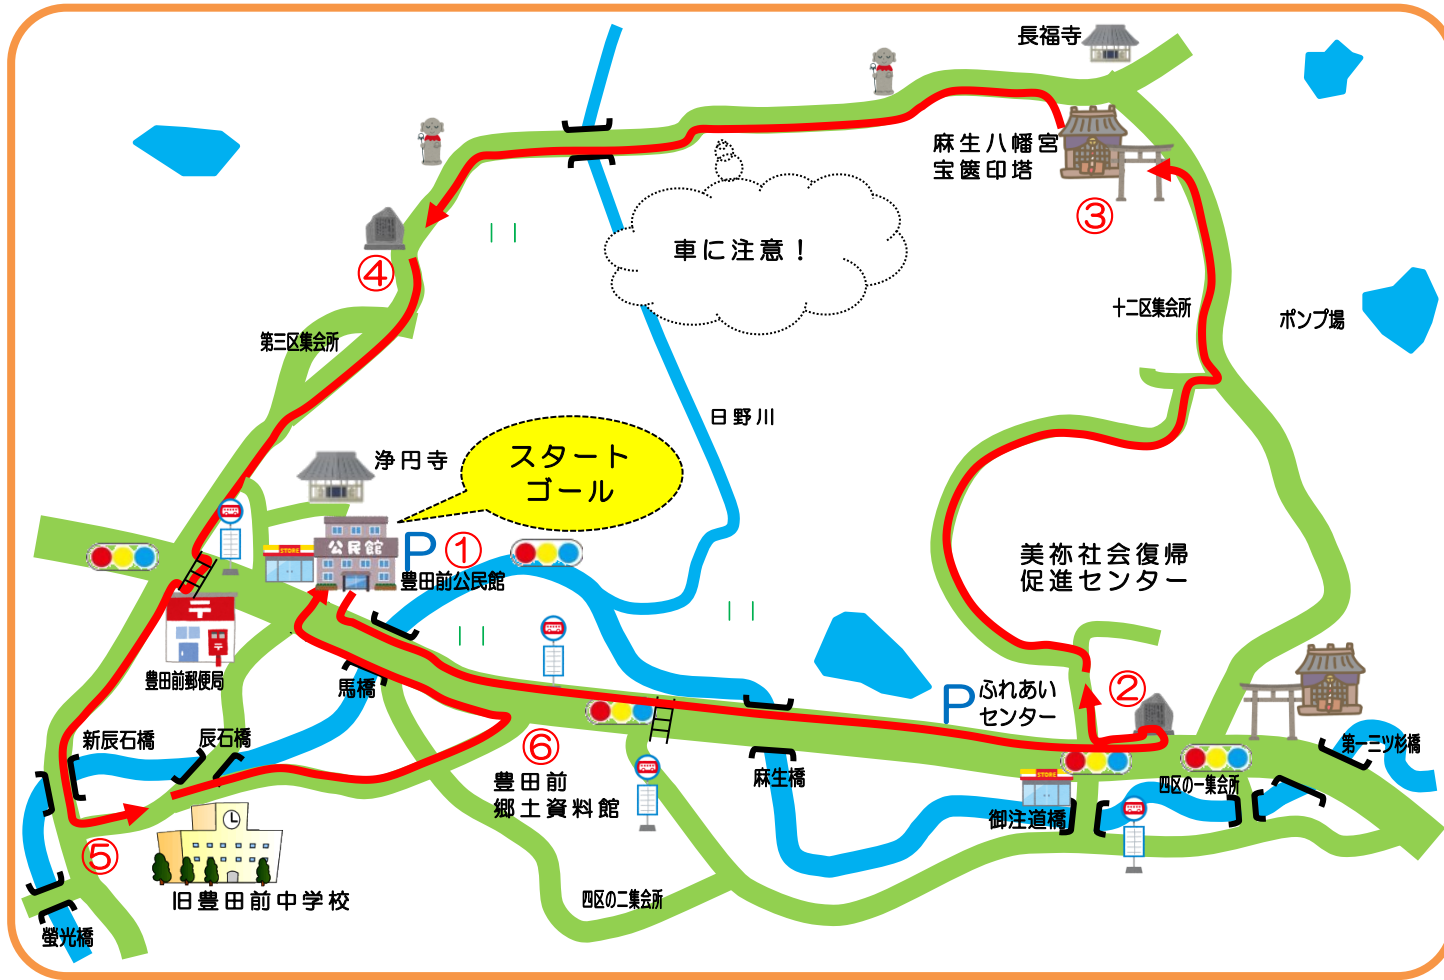 長福寺
麻生八幡宮
宝篋印塔
③
車に注意！
④
十二区集会所
ポンプ場
第三区集会所
日野川
スタート
ゴール
浄円寺
STORE
公民館
P
①
豊田前公民館
美祢社会復帰
促進センター
〒
豊田前郵便局
馬橋
P
ふれあい
センター
②
新辰石橋
辰石橋
⑥
豊田前
郷土資料館
麻生橋
第一三ツ杉橋
STORE
四区の一集会所
御注道橋
⑤
旧豊田前中学校
四区の二集会所
螢光橋